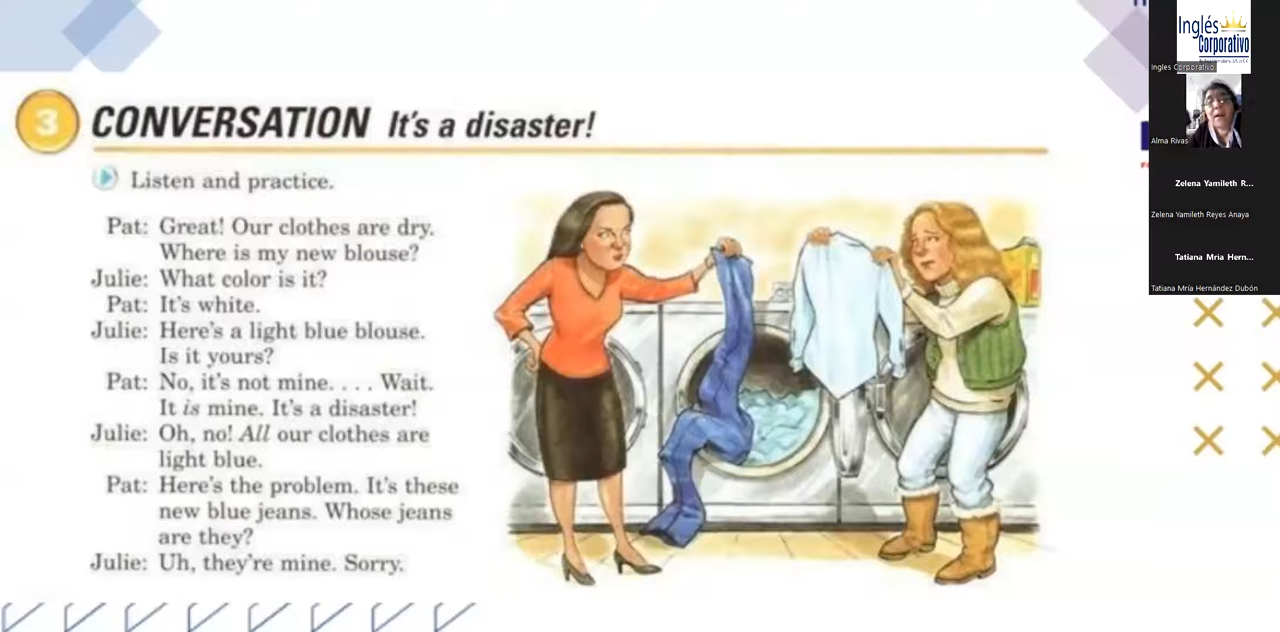 3 CONVERSATION It's a disaster!
Listen and practice.
Pat: Great! Our clothes are dry.
Where is my new blouse?
Julie: What color is it?
Pat: It's white.
Julie: Here's a light blue blouse.
Is it yours?
Pat: No, it's not mine. . . . Wait.
It is mine. It's a disaster!
Julie: Oh, no! All our clothes are
light blue.
Pat: Here's the problem. It's these
new blue jeans. Whose jeans
are they?
Julie: Uh, they're mine. Sorry.
Inglés
Corporativo
Ingles Corporativo
Alma Rivas
Zelena Yamileth R...
Zelena Yamileth Reyes Anaya
Tatiana Mria Hern...
Tatiana Mría Hernández Dubón